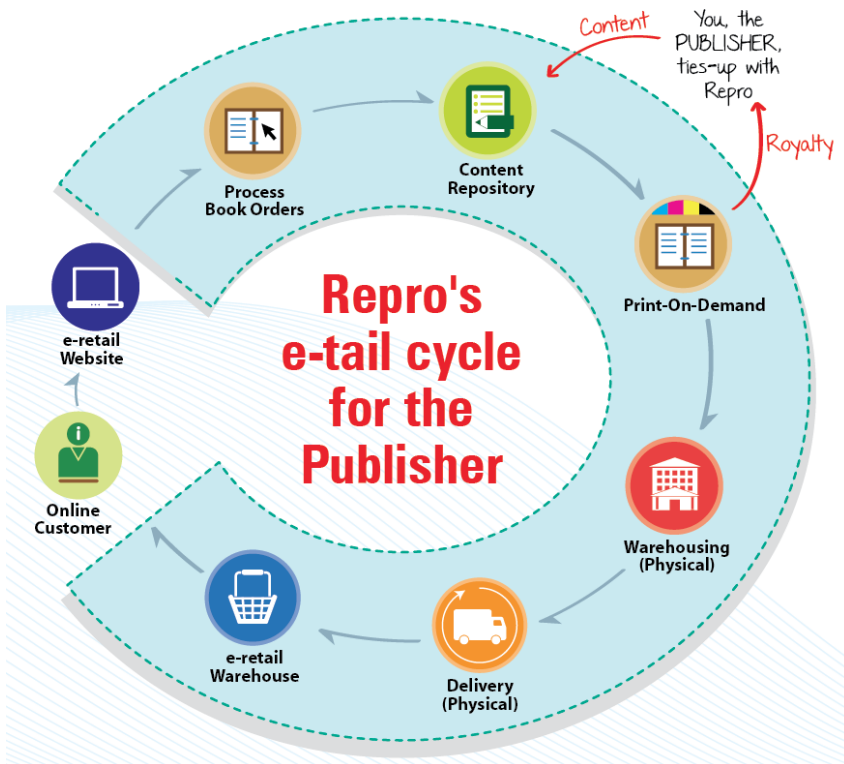 Content
You, the
PUBLISHER,
ties-up with
Repro
Royalty
Process
Book Orders
Content
Repository
Print-On-Demand
e-retail
Website
Repro's
e-tail cycle
for the
Publisher
Online
Customer
Warehousing
(Physical)
e-retail
Warehouse
Delivery
(Physical)